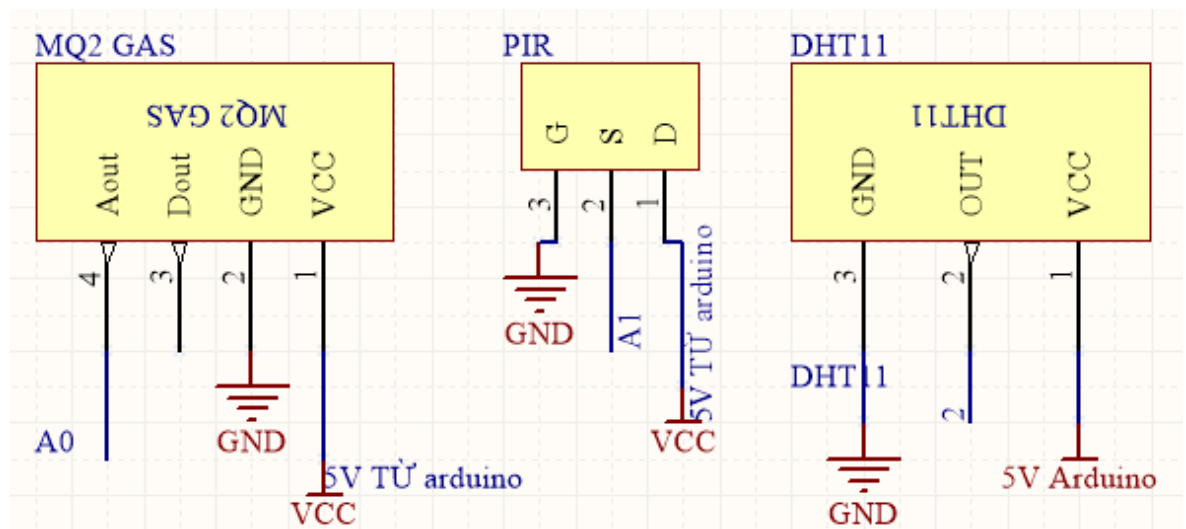 MQ2 GAS
MQ2 GAS
Aout
Dout
GND
VCC
4
3
2
1
A0
GND
5V TỪ arduino
VCC
PIR
G
S
D
3
2
1
GND
A1
5V TỪ arduino
VCC
DHT11
DHT11
GND
OUT
VCC
3
2
1
DHT11
2
GND
5V Arduino